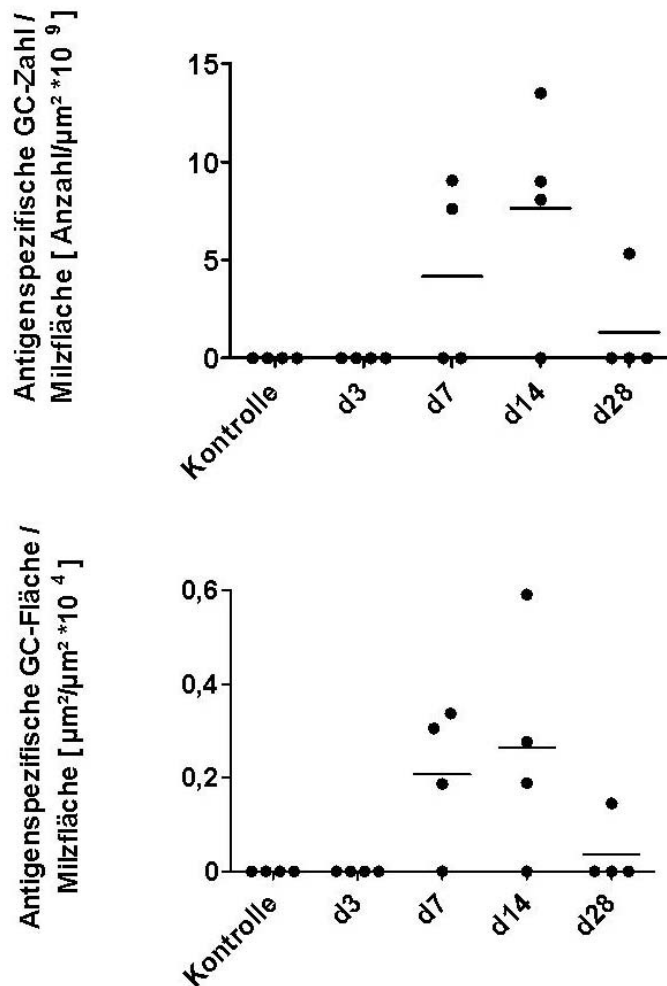 Antigenspezifische GC-Zahl /
Milzfläche [ Anzahl/µm² *10 ⁹ ]
15
10
5
0
Kontrolle
d3
d7
d14
d28
Antigenspezifische GC-Fläche /
Milzfläche [ µm²/µm² *10 ⁴ ]
0,6
0,4
0,2
0
Kontrolle
d3
d7
d14
d28